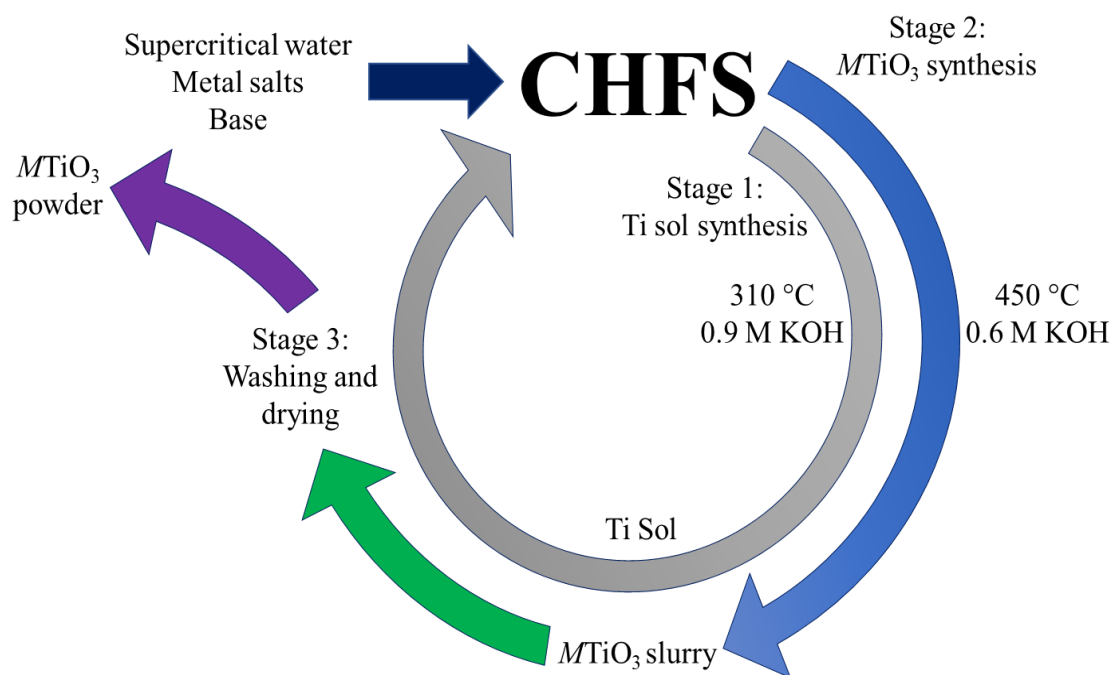 Supercritical water
Metal salts
Base
CHFS
Stage 2:
MTiO₃ synthesis
MTiO₃
powder
Stage 1:
Ti sol synthesis
310 °C
0.9 M KOH
450 °C
0.6 M KOH
Stage 3:
Washing and
drying
Ti Sol
MTiO₃ slurry